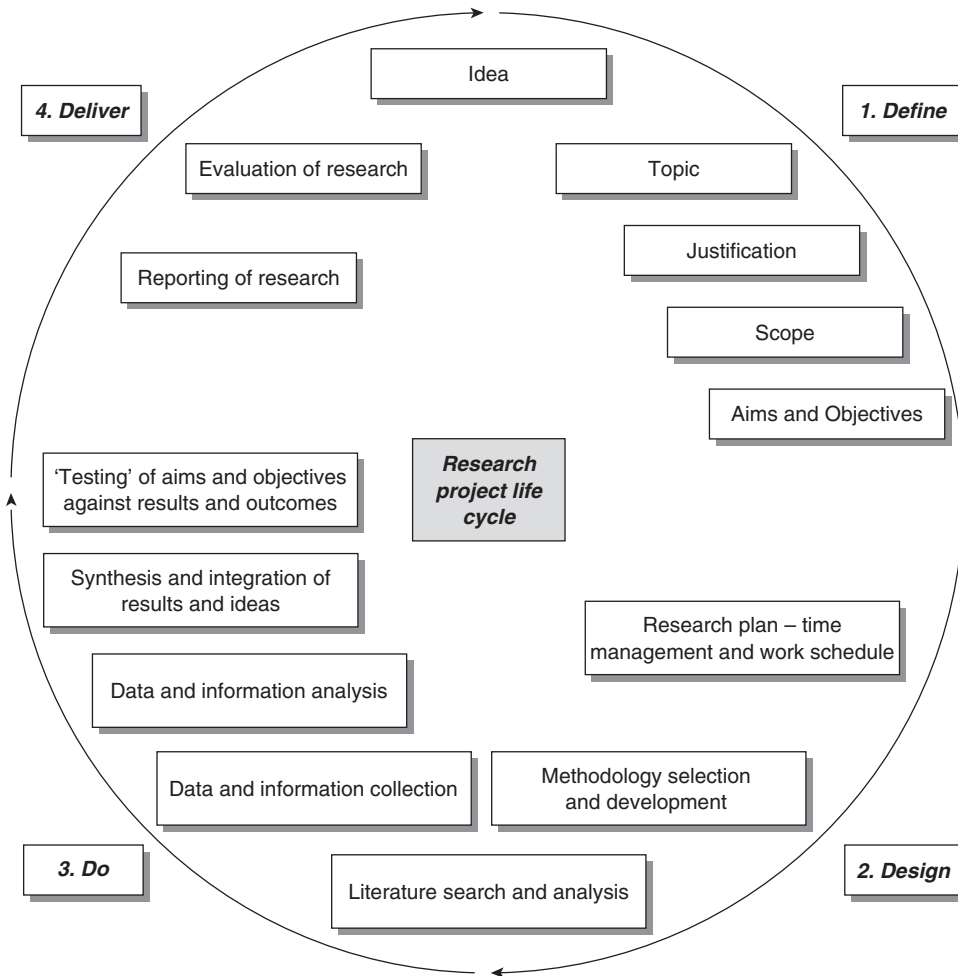 Idea
4. Deliver
1. Define
Evaluation of research
Topic
Justification
Reporting of research
Scope
Aims and Objectives
‘Testing’ of aims and objectives
against results and outcomes
Research
project life
cycle
Synthesis and integration of
results and ideas
Research plan – time
management and work schedule
Data and information analysis
Data and information collection
Methodology selection
and development
3. Do
2. Design
Literature search and analysis